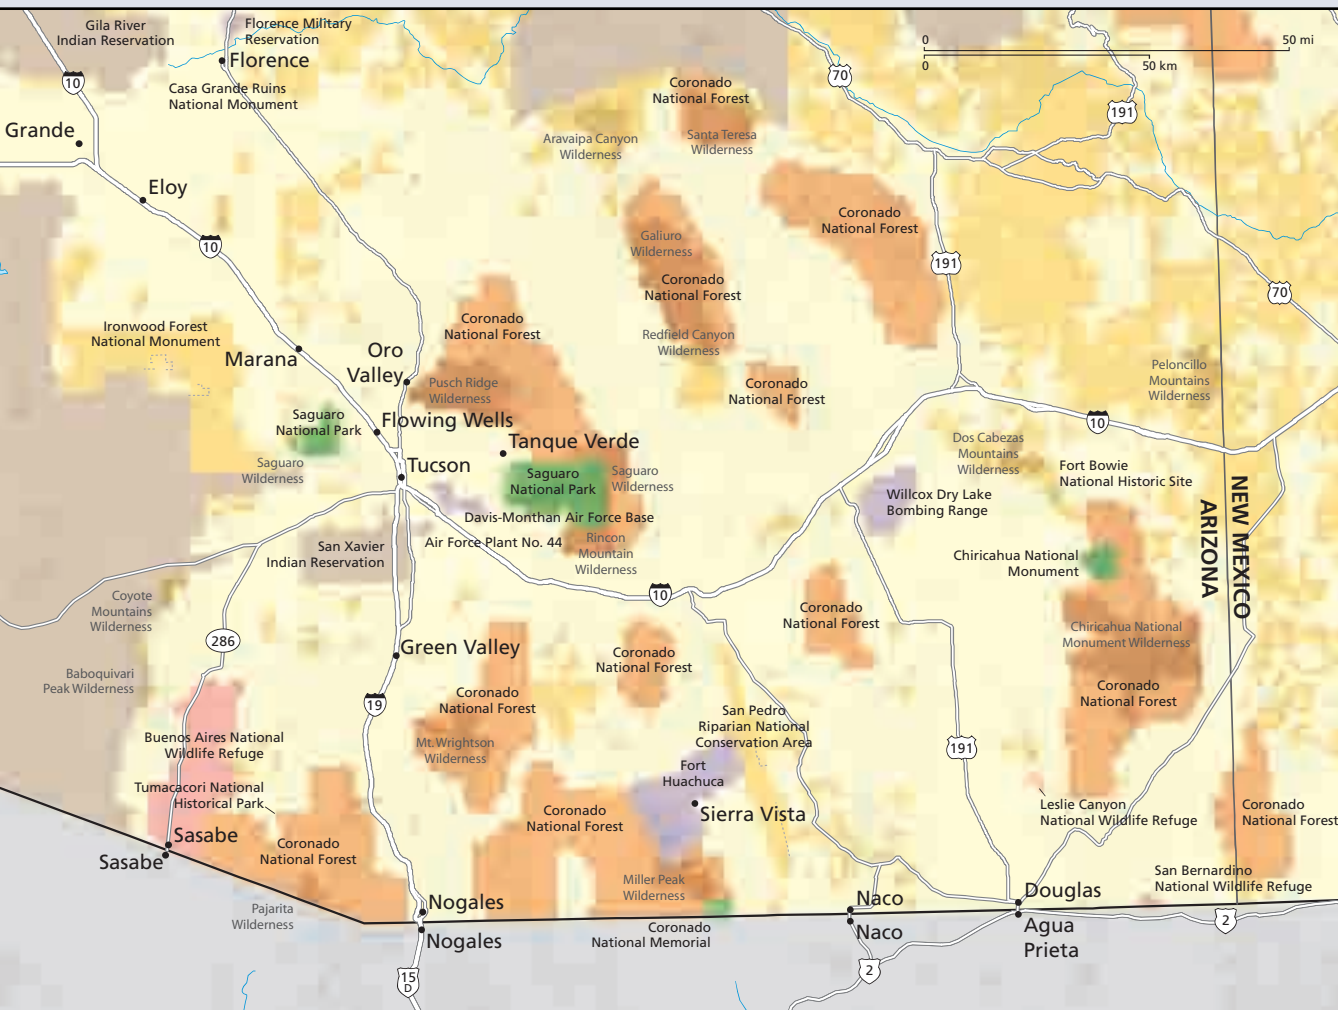 Gila River
Indian Reservation
Florence Military
Reservation
Florence
0
50 mi
0
50 km
10
70
191
Casa Grande Ruins
National Monument
Coronado
National Forest
Grande
Aravaipa Canyon
Wilderness
Santa Teresa
Wilderness
Eloy
10
Coronado
National Forest
Galiuro
Wilderness
191
Coronado
National Forest
70
Ironwood Forest
National Monument
Coronado
National Forest
Redfield Canyon
Wilderness
Marana
Oro
Valley
Pusch Ridge
Wilderness
Coronado
National Forest
Peloncillo
Mountains
Wilderness
Saguaro
National Park
Flowing Wells
10
Tanque Verde
Dos Cabezas
Mountains
Wilderness
Saguaro
Wilderness
Tucson
Saguaro
National Park
Saguaro
Wilderness
Fort Bowie
National Historic Site
Willcox Dry Lake
Bombing Range
NEW MEXICO
ARIZONA
Davis-Monthan Air Force Base
Air Force Plant No. 44
Rincon
Mountain
Wilderness
San Xavier
Indian Reservation
Chiricahua National
Monument
10
Coyote
Mountains
Wilderness
Coronado
National Forest
286
Chiricahua National
Monument Wilderness
Green Valley
Coronado
National Forest
Baboquivari
Peak Wilderness
Coronado
National Forest
Coronado
National Forest
19
San Pedro
Riparian National
Conservation Area
Buenos Aires National
Wildlife Refuge
Mt. Wrightson
Wilderness
191
Fort
Huachuca
Tumacacori National
Historical Park
Sierra Vista
Coronado
National Forest
Leslie Canyon
National Wildlife Refuge
Coronado
National Forest
Sasabe
Sasabe
Coronado
National Forest
San Bernardino
National Wildlife Refuge
Miller Peak
Wilderness
Nogales
Naco
Douglas
Pajarita
Wilderness
Coronado
National Memorial
Nogales
Naco
Agua
Prieta
2
2
15
D